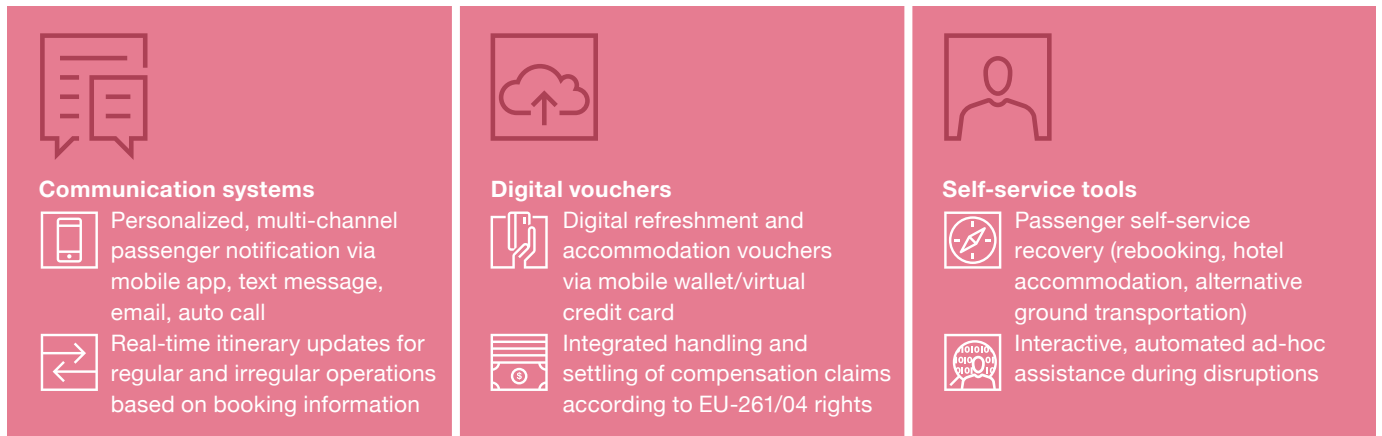 Communication systems
Personalized, multi-channel
passenger notification via
mobile app, text message,
email, auto call
Real-time itinerary updates for
regular and irregular operations
based on booking information
Digital vouchers
Digital refreshment and
accommodation vouchers
via mobile wallet/virtual
credit card
Integrated handling and
settling of compensation claims
according to EU-261/04 rights
Self-service tools
Passenger self-service
recovery (rebooking, hotel
accommodation, alternative
ground transportation)
Interactive, automated ad-hoc
assistance during disruptions